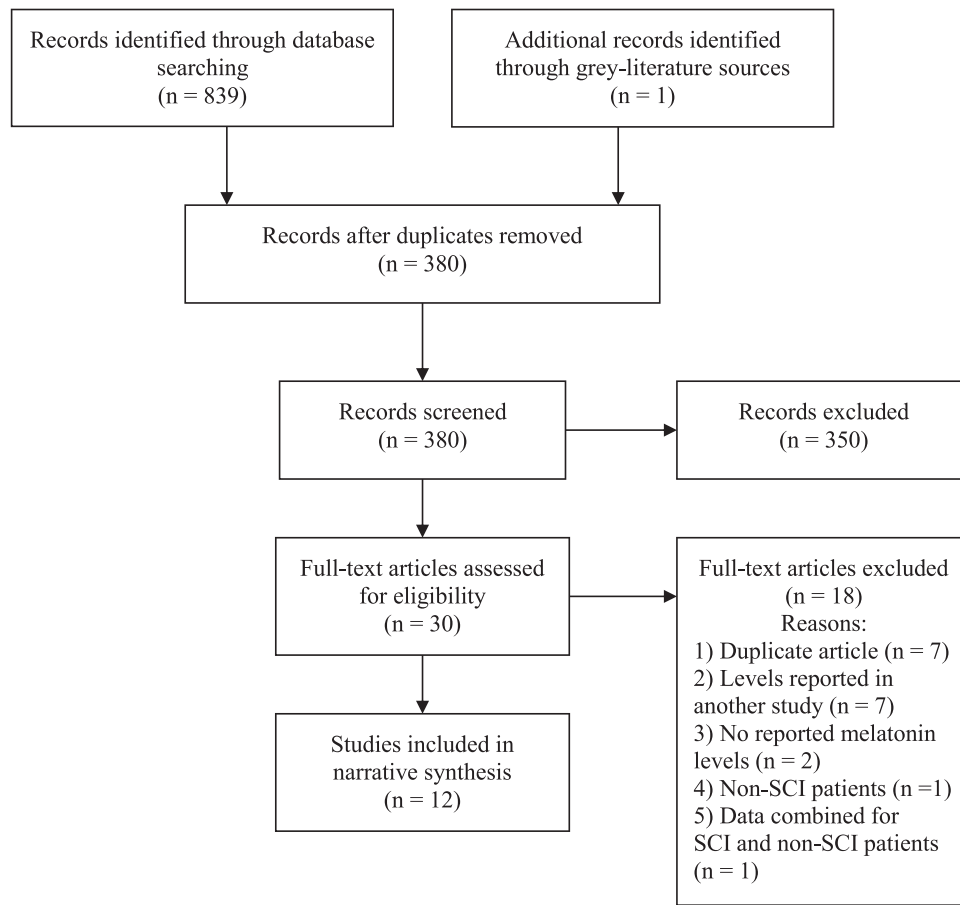 Records identified through database
searching
(n = 839)
Additional records identified
through grey-literature sources
(n = 1)
Records after duplicates removed
(n = 380)
Records screened
(n = 380)
Records excluded
(n = 350)
Full-text articles assessed
for eligibility
(n = 30)
Full-text articles excluded
(n = 18)
Reasons:
1) Duplicate article (n = 7)
2) Levels reported in
another study (n = 7)
3) No reported melatonin
levels (n = 2)
4) Non-SCI patients (n =1)
5) Data combined for
SCI and non-SCI patients
(n = 1)
Studies included in
narrative synthesis
(n = 12)